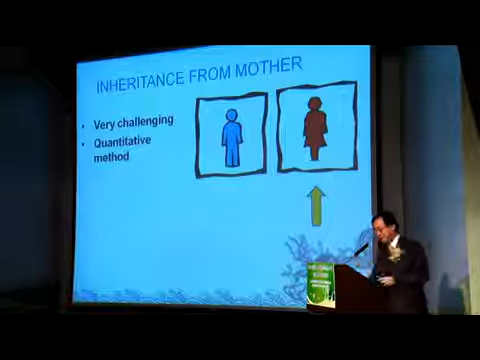 INHERITANCE FROM MOTHER
• Very challenging
• Quantitative
method